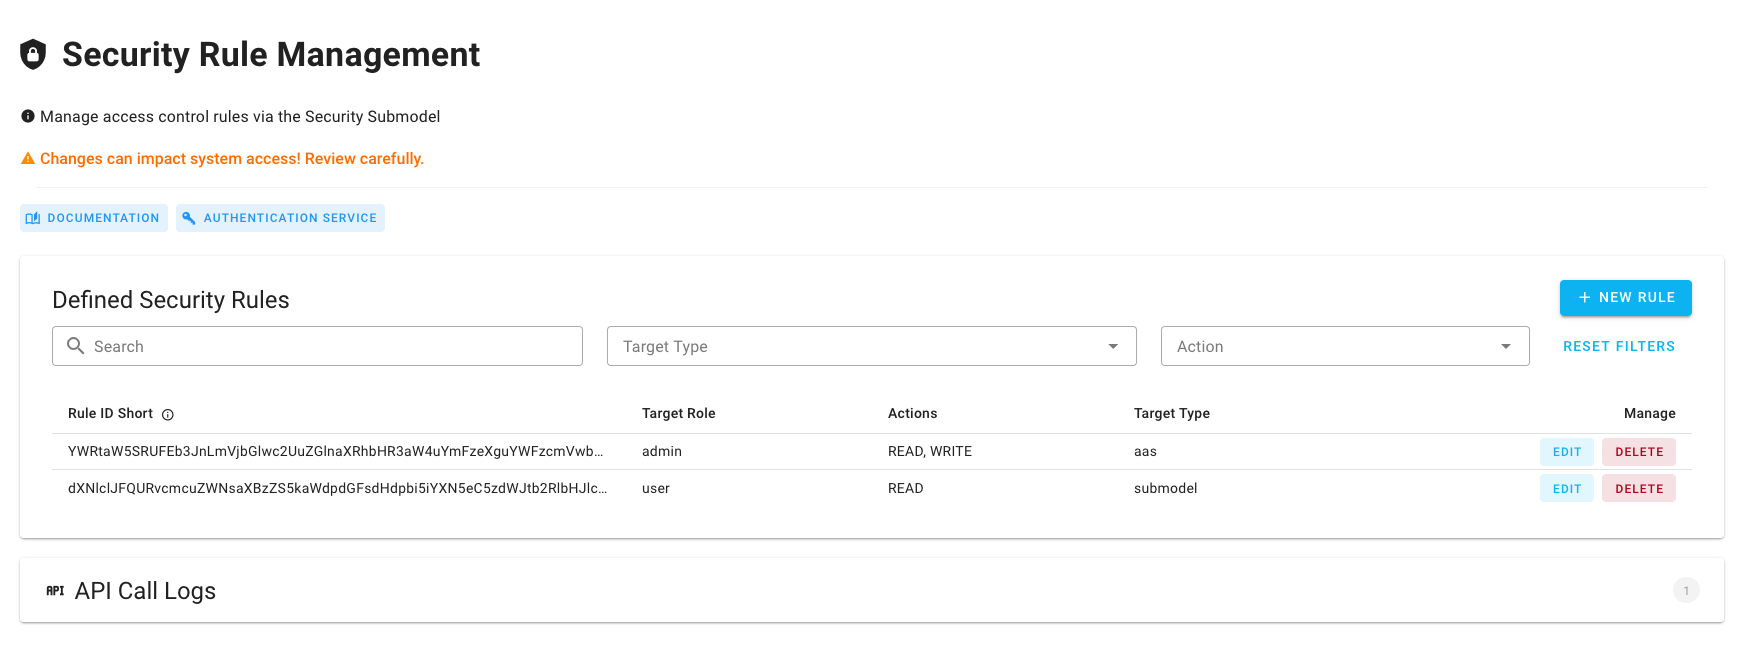 Security Rule Management
Manage access control rules via the Security Submodel
Changes can impact system access! Review carefully.
DOCUMENTATION AUTHENTICATION SERVICE
Defined Security Rules
+ NEW RULE
Search Target Type Action RESET FILTERS
Rule ID Short Target Role Actions Target Type Manage
YWRtaW5SRUFEb3JnLmVjbGlwc2UuZGlnaXRhbHR3aW4uYmFzeXguYWFzcmVwb... admin READ, WRITE aas EDIT DELETE
dXNlclJFQURvcmcuZWNsaXBzZS5kaWdpdGFsdHdpbi5iYXN5eC5zdWJtb2RlbHJlc... user READ submodel EDIT DELETE
API API Call Logs 1